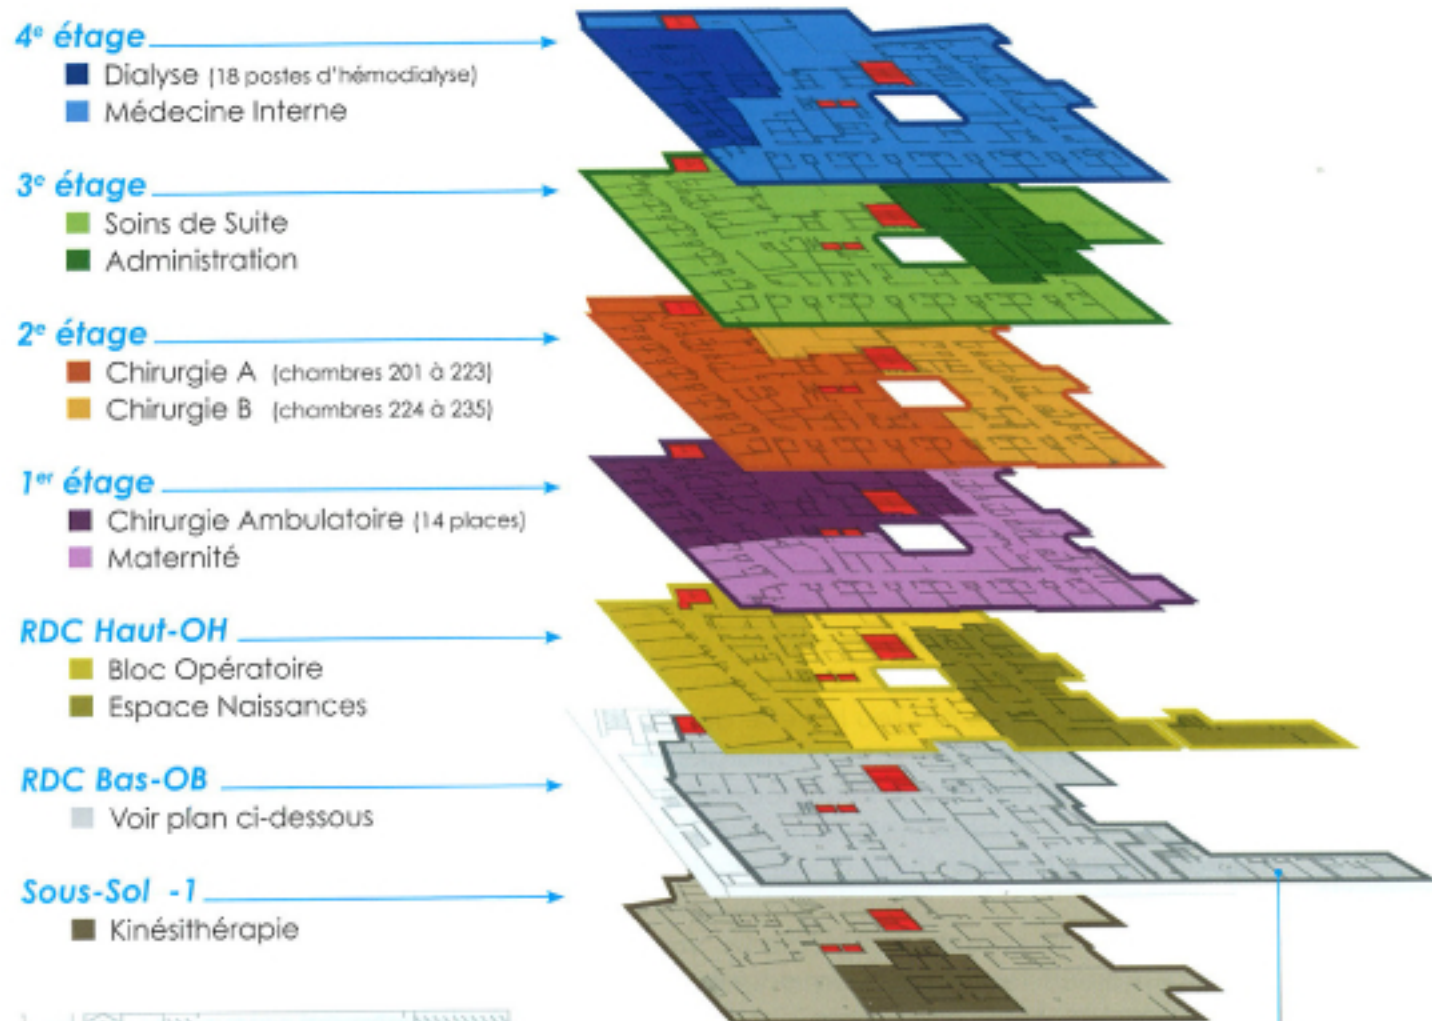 4e étage
Dialyse (18 postes d'hémodialyse)
Médecine Interne
3e étage
Soins de Suite
Administration
2e étage
Chirurgie A (chambres 201 à 223)
Chirurgie B (chambres 224 à 235)
1er étage
Chirurgie Ambulatoire (14 places)
Maternité
RDC Haut-OH
Bloc Opératoire
Espace Naissances
RDC Bas-OB
Voir plan ci-dessous
Sous-Sol -1
Kinésithérapie